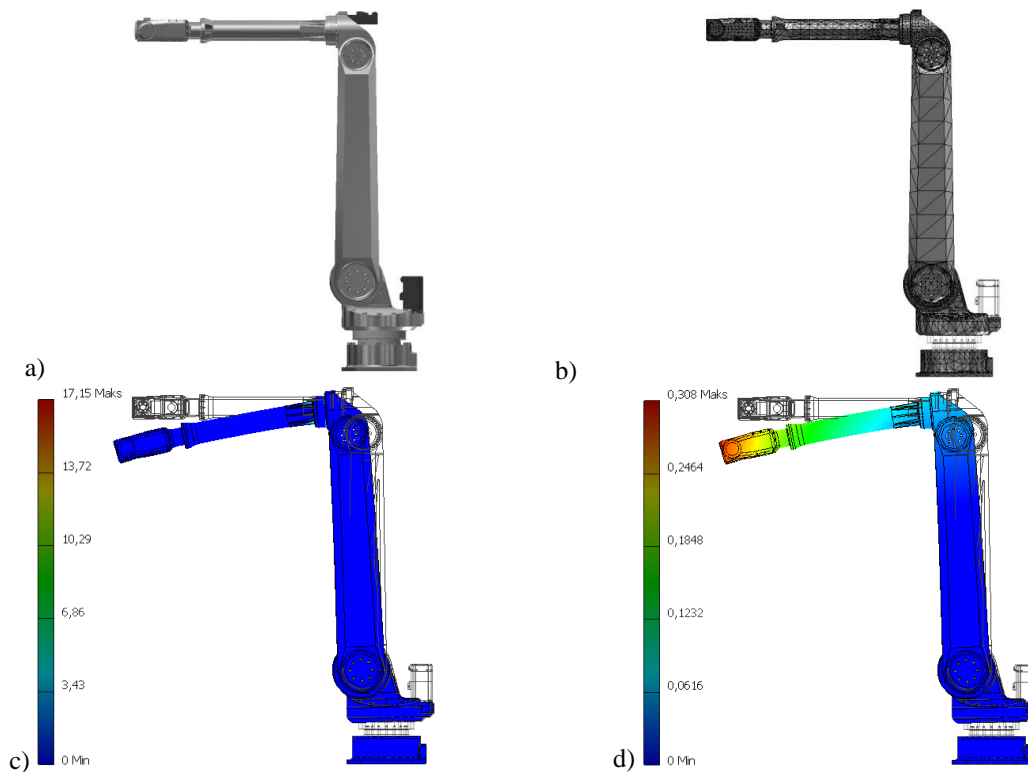 a)
b)
17,15 Maks
13,72
10,29
6,86
3,43
0 Min
c)
0,308 Maks
0,2464
0,1848
0,1232
0,0616
0 Min
d)